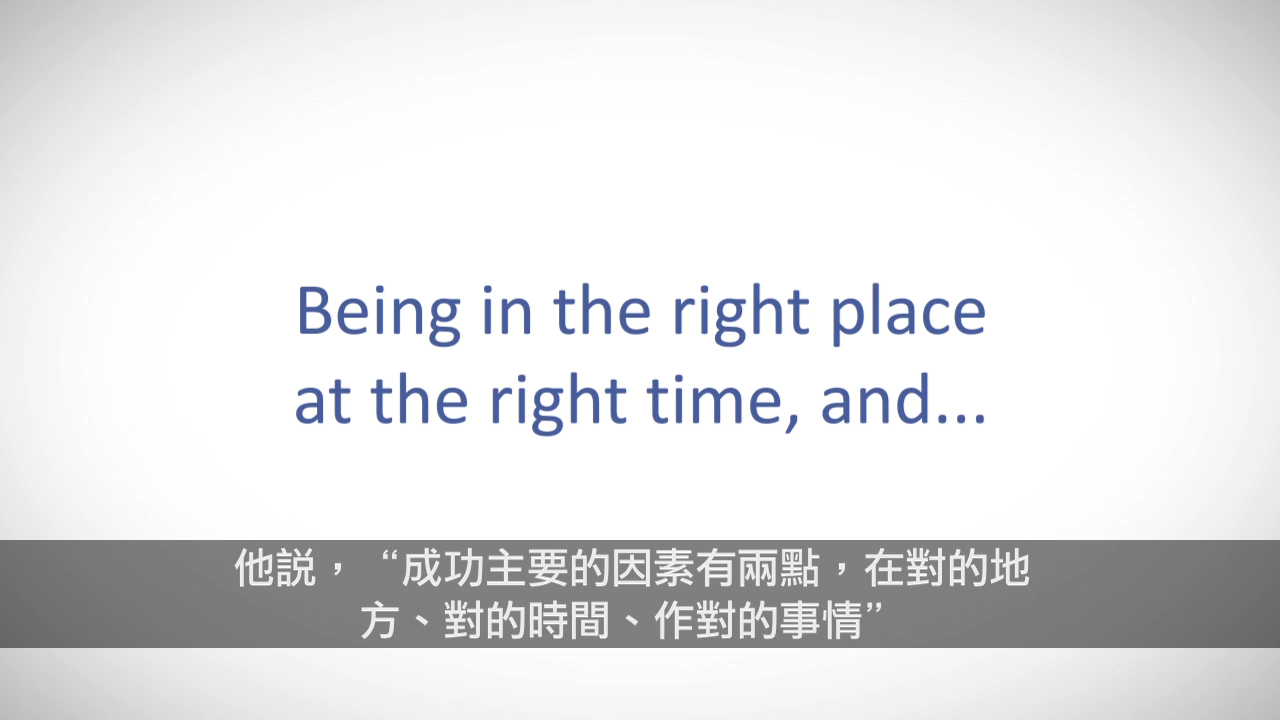 Being in the right place
at the right time, and...
他説，“成功主要的因素有兩點，在對的地
方、對的時間、作對的事情”